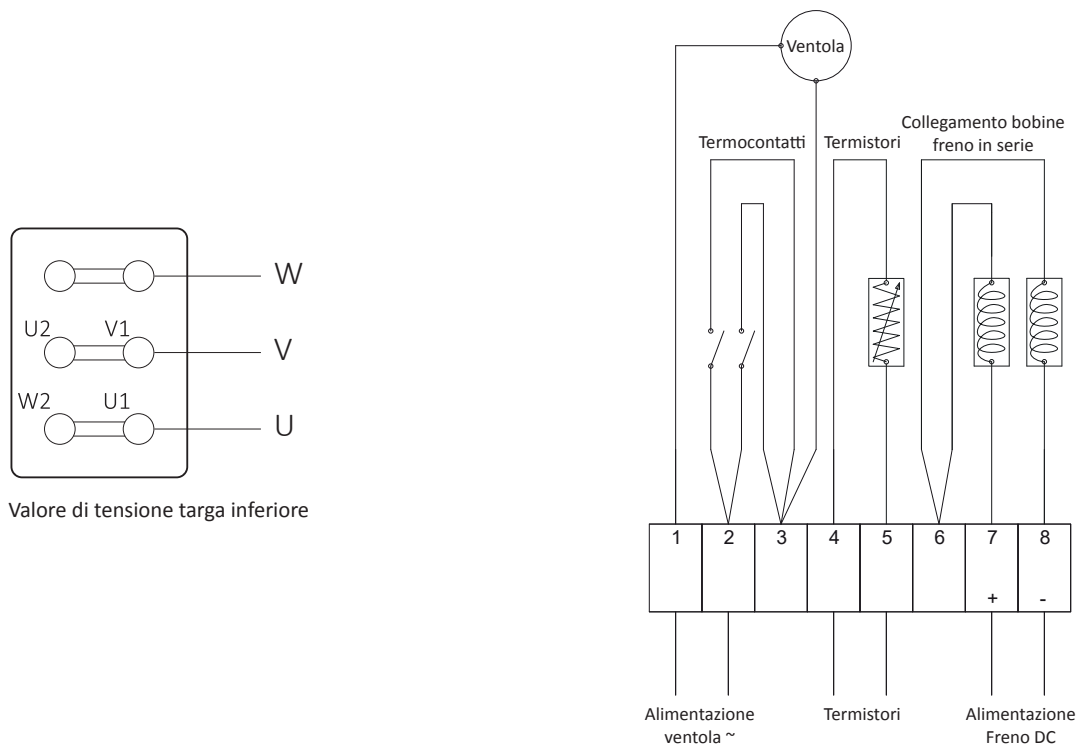 W
U2 V1
V
W2 U1
U
Valore di tensione targa inferiore
Ventola
Termocontatti
Termistori
Collegamento bobine
freno in serie
1 2 3 4 5 6 7 8
+ -
Alimentazione
ventola ~
Termistori
Alimentazione
Freno DC